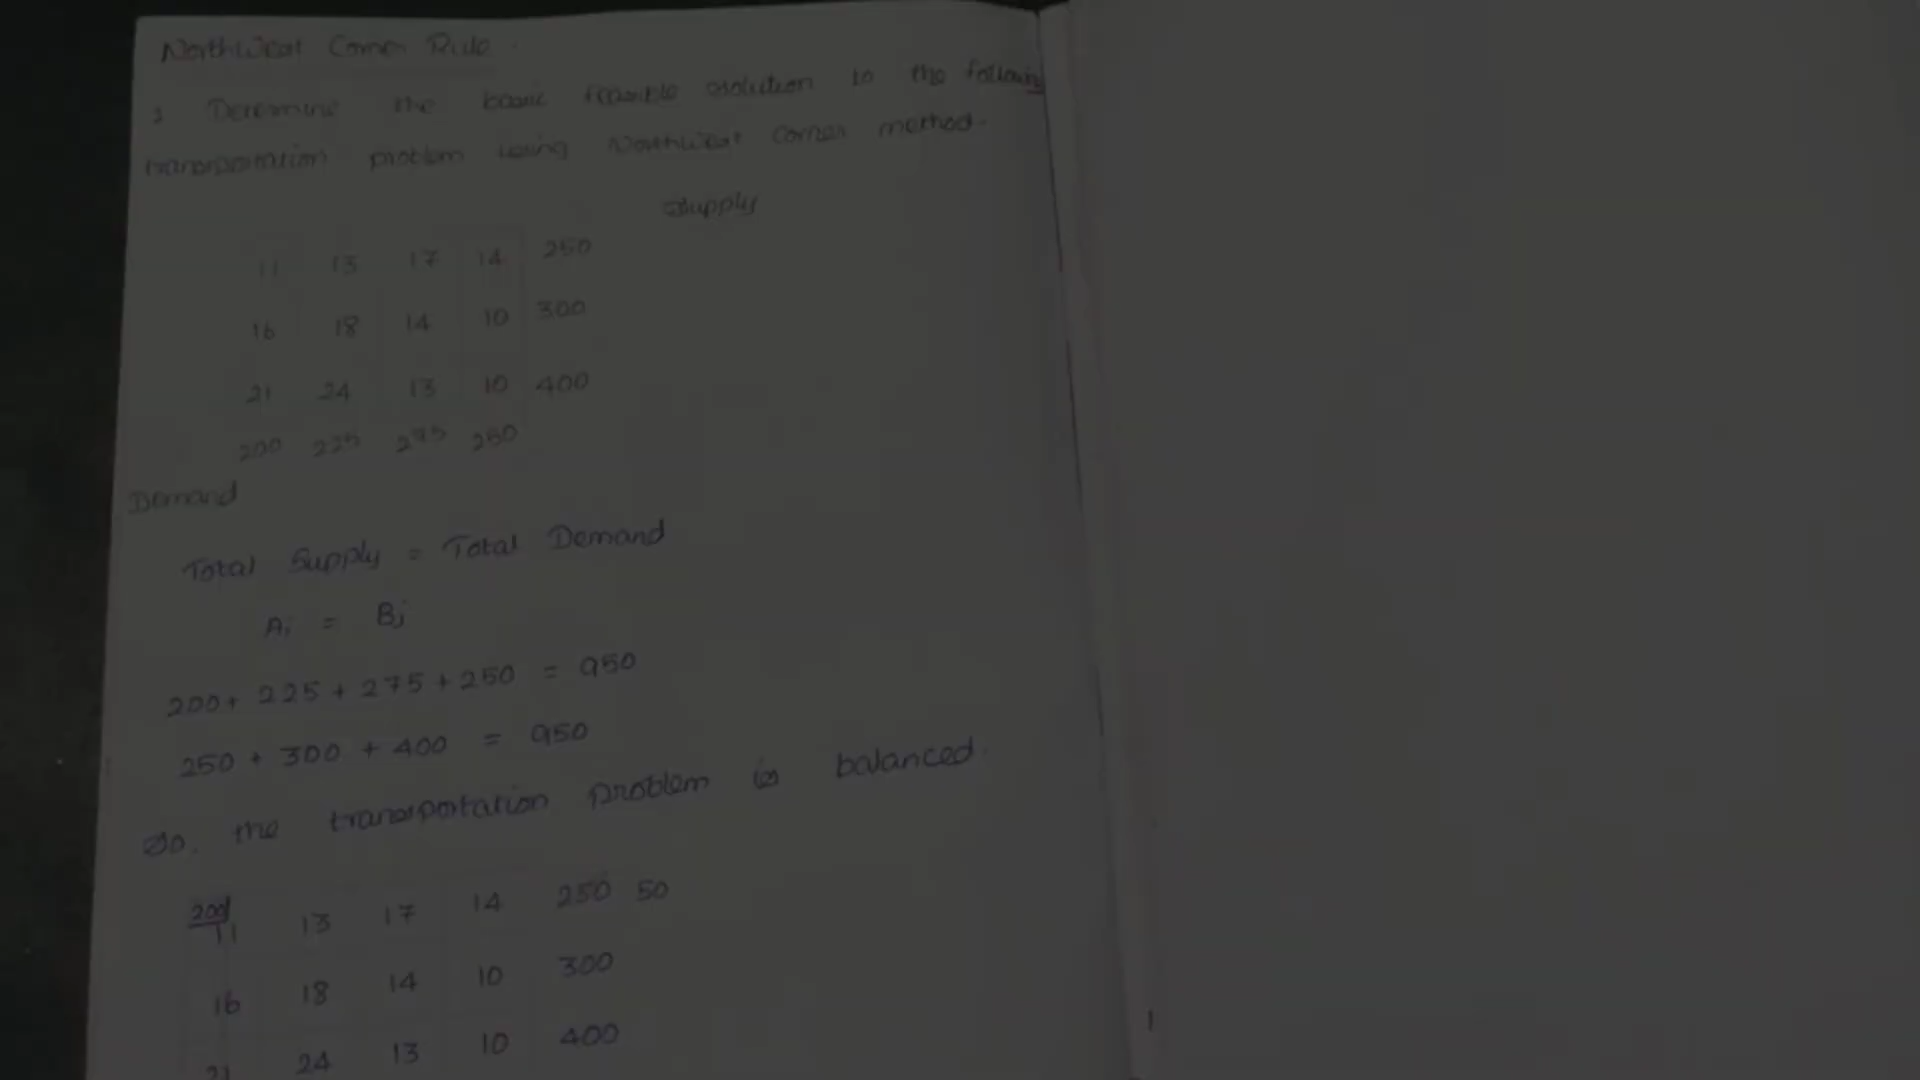 Northwest Corner Rule
1 Determine the basic feasible solution to the following
transportation problem using Northwest Corner method.
Supply
11 13 17 14 250
16 18 14 10 300
21 24 13 10 400
200 225 275 250
Demand
Total Supply = Total Demand
Ai = Bj
200+ 225 + 275 + 250 = 950
250 + 300 + 400 = 950
So. the transportation problem is balanced.
200
11 13 17 14 250 50
16 18 14 10 300
21 24 13 10 400